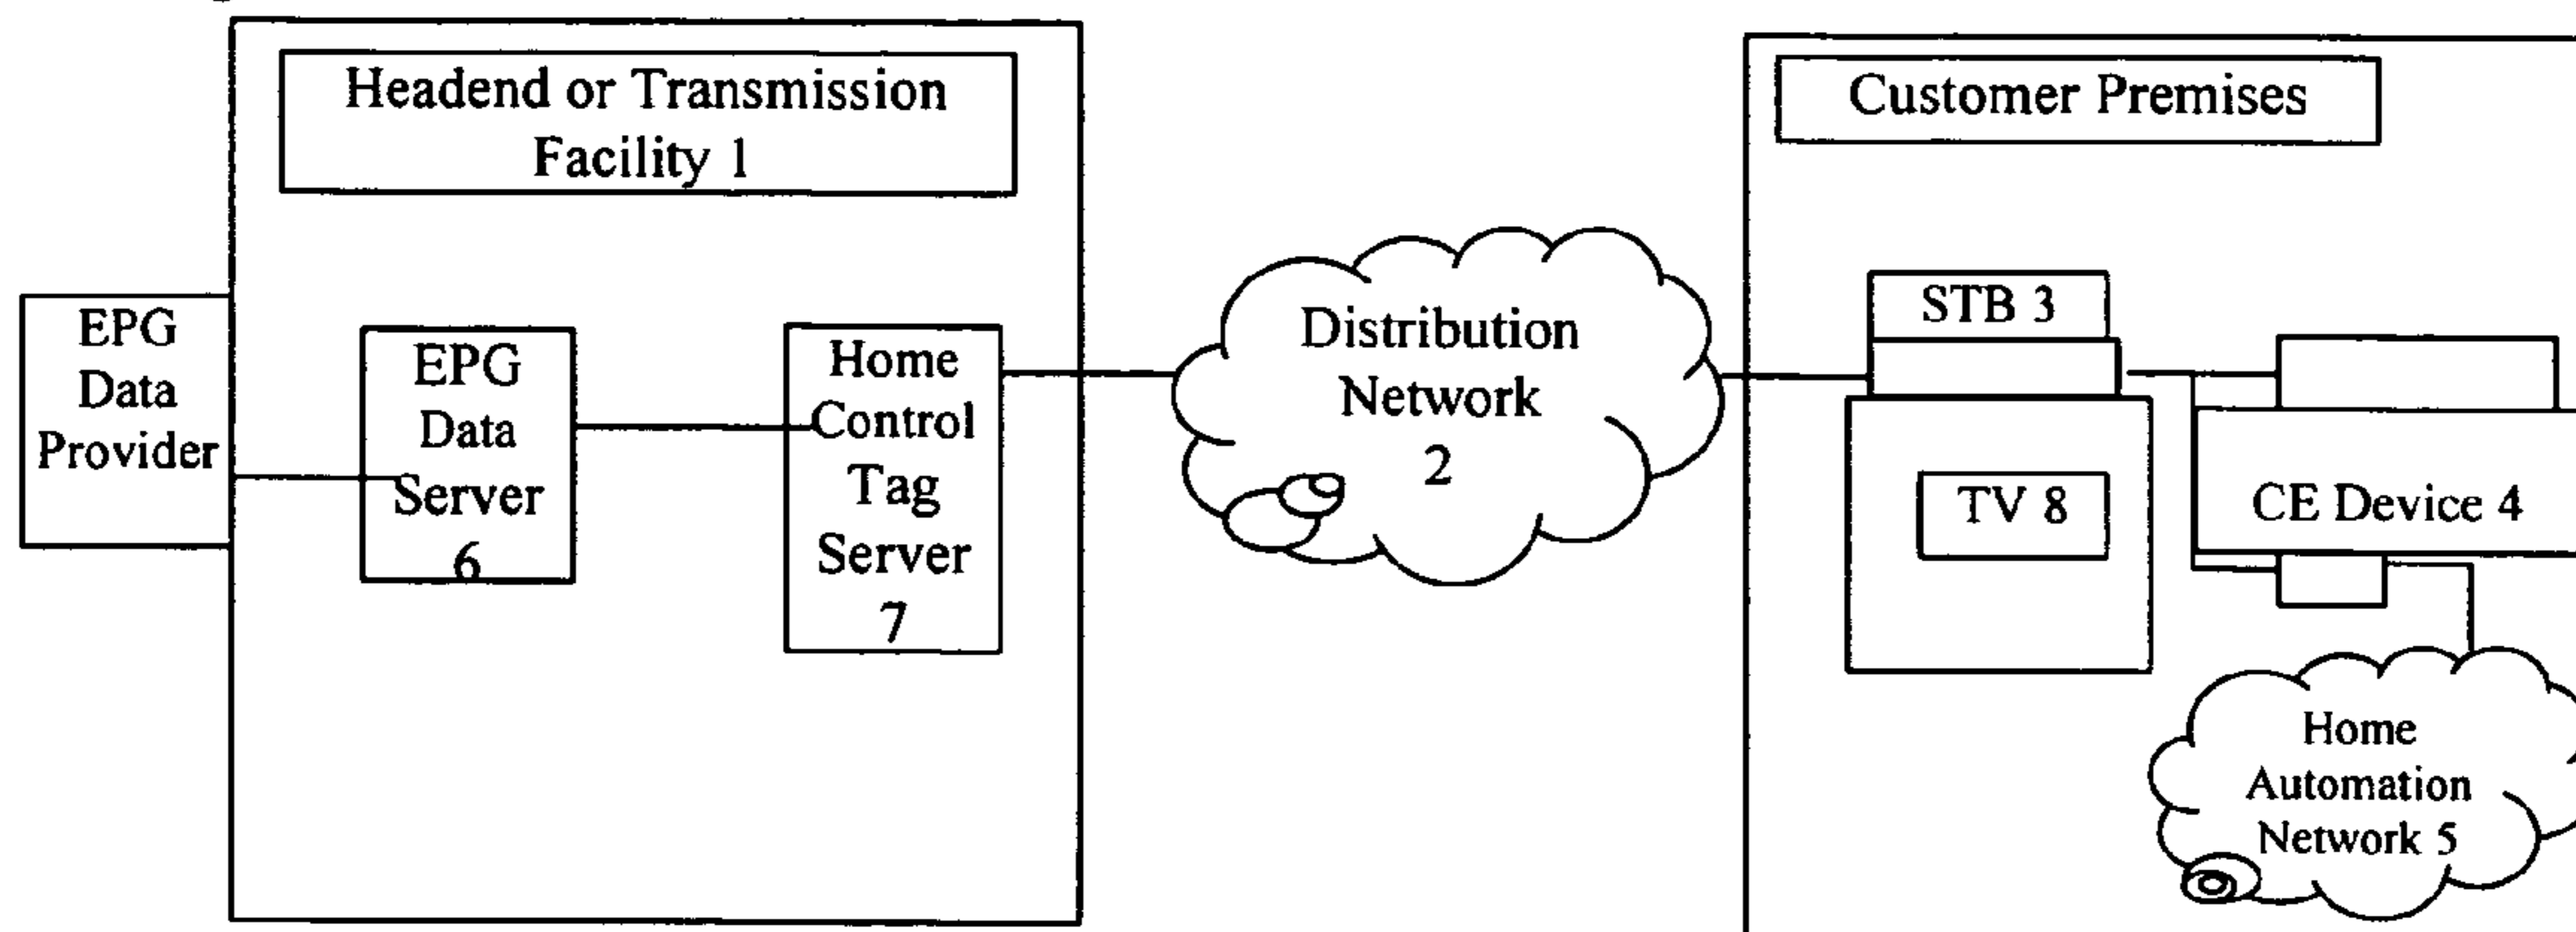 Headend or Transmission
Facility 1
Customer Premises
EPG
Data
Provider
EPG
Data
Server
6
Home
Control
Tag
Server
7
Distribution
Network
2
STB 3
TV 8
CE Device 4
Home
Automation
Network 5